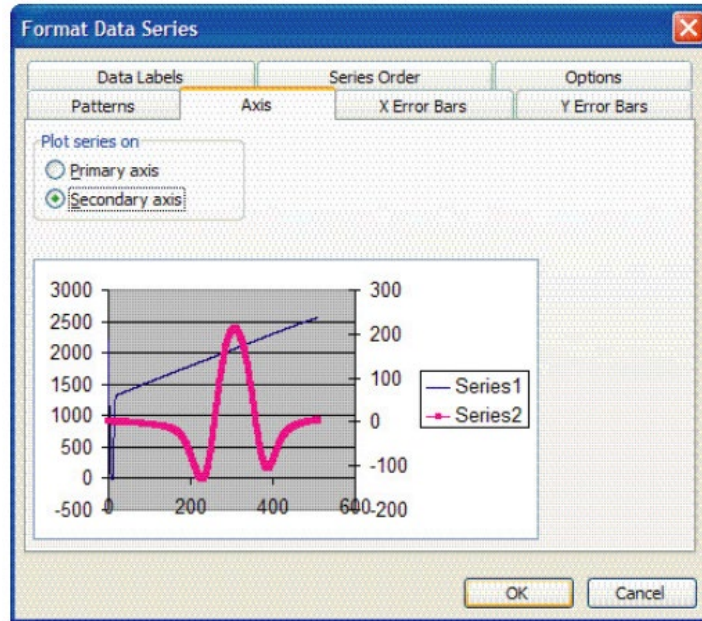 Format Data Series
Data Labels Series Order Options
Patterns Axis X Error Bars Y Error Bars
Plot series on
Primary axis
Secondary axis
3000 300
2500 200
2000
1500 100
1000 0
500
0 -100
-500 0 200 400 600 -200
Series1
Series2
OK Cancel